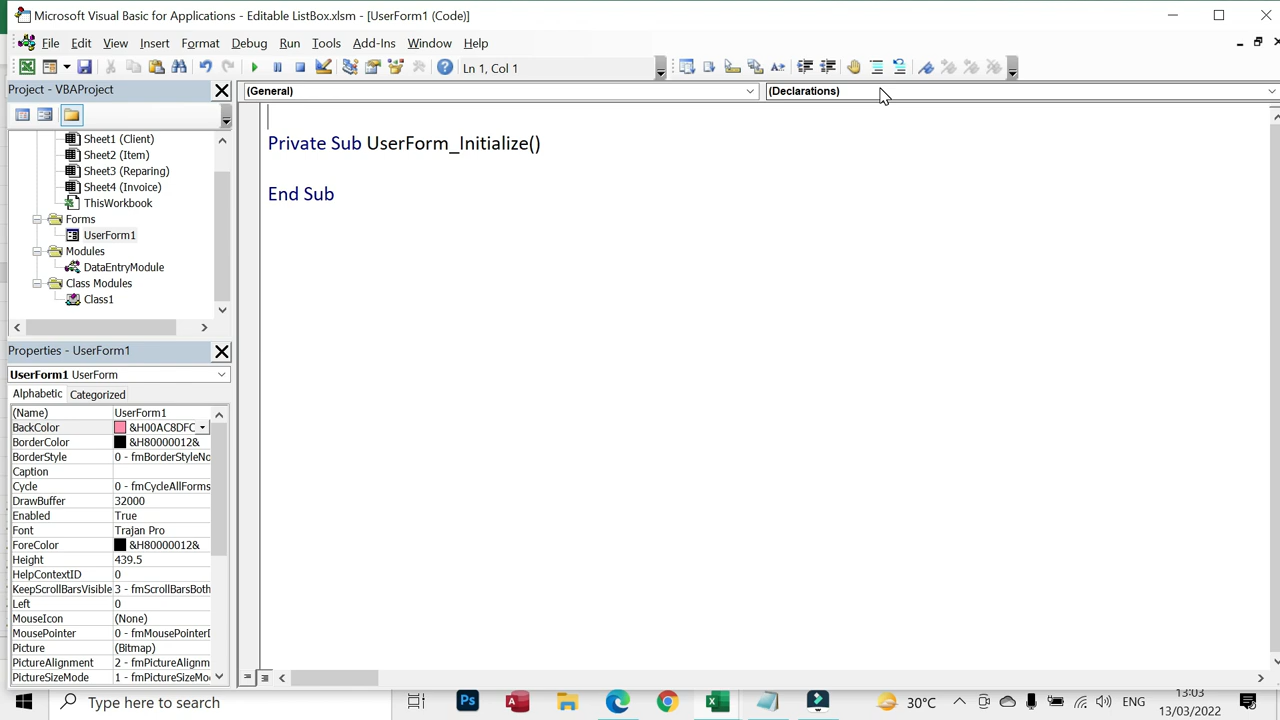 Microsoft Visual Basic for Applications - Editable ListBox.xlsm - [UserForm1 (Code)]
File Edit View Insert Format Debug Run Tools Add-Ins Window Help
Ln 1, Col 1
Project - VBAProject
(General) (Declarations)
Sheet1 (Client)
Sheet2 (Item)
Sheet3 (Reparing)
Sheet4 (Invoice)
ThisWorkbook
Forms
UserForm1
Modules
DataEntryModule
Class Modules
Class1
Private Sub UserForm_Initialize()
End Sub
Properties - UserForm1
UserForm1 UserForm
Alphabetic Categorized
(Name) UserForm1
BackColor &H00AC8DFC
BorderColor &H80000012&
BorderStyle 0 - fmBorderStyleNo
Caption
Cycle 0 - fmCycleAllForms
DrawBuffer 32000
Enabled True
Font Trajan Pro
ForeColor &H80000012&
Height 439.5
HelpContextID 0
KeepScrollBarsVisible 3 - fmScrollBarsBoth
Left 0
MouseIcon (None)
MousePointer 0 - fmMousePointerD
Picture (Bitmap)
PictureAlignment 2 - fmPictureAlignm
PictureSizeMode 1 - fmPictureSizeMo
Ps
Type here to search
30°C
ENG
13:03
13/03/2022